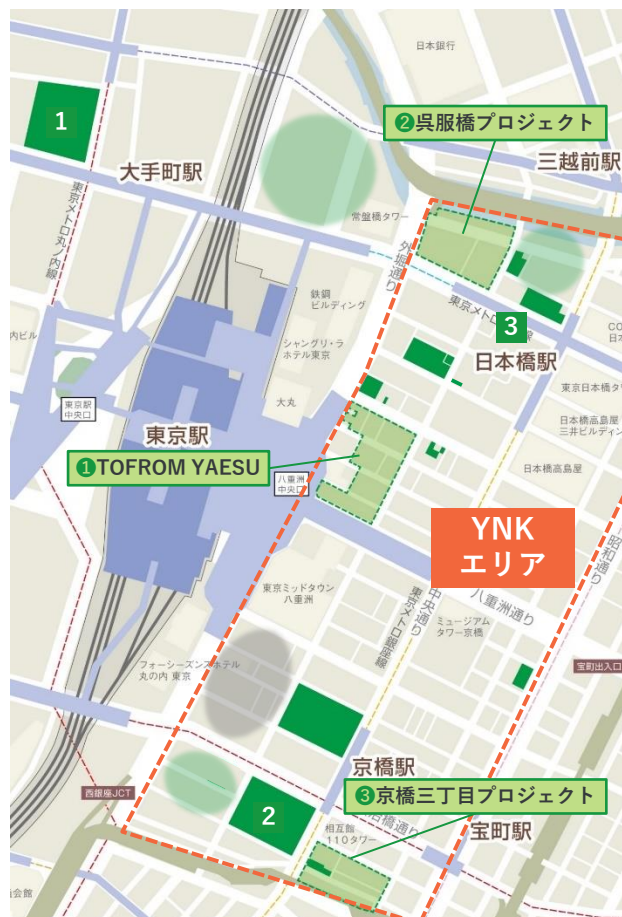 日本銀行
1
❷呉服橋プロジェクト
大手町駅
三越前駅
東京メトロ丸ノ内線
常盤橋タワー
外堀通り
鉄鋼
ビルディング
東京メトロ
線
3
シャングリ・ラ
ホテル東京
日本橋駅
内ビル
CO
日本
東京日本橋タ
大丸
東京駅
中央口
東京駅
日本橋高島屋
三井ビルディン
❶TOFROM YAESU
日本橋高島屋
八重洲
中央口
YNK
エリア
昭和通り
東京ミッドタウン
八重洲
中央通り
東京メトロ銀座線
八重洲通り
ミュージアム
タワー京橋
フォーシーズンズホテル
丸の内 東京
宝町出入口
京橋駅
西銀座JCT
❸京橋三丁目プロジェクト
2
通り
宝町駅
相互館
110タワー
会館